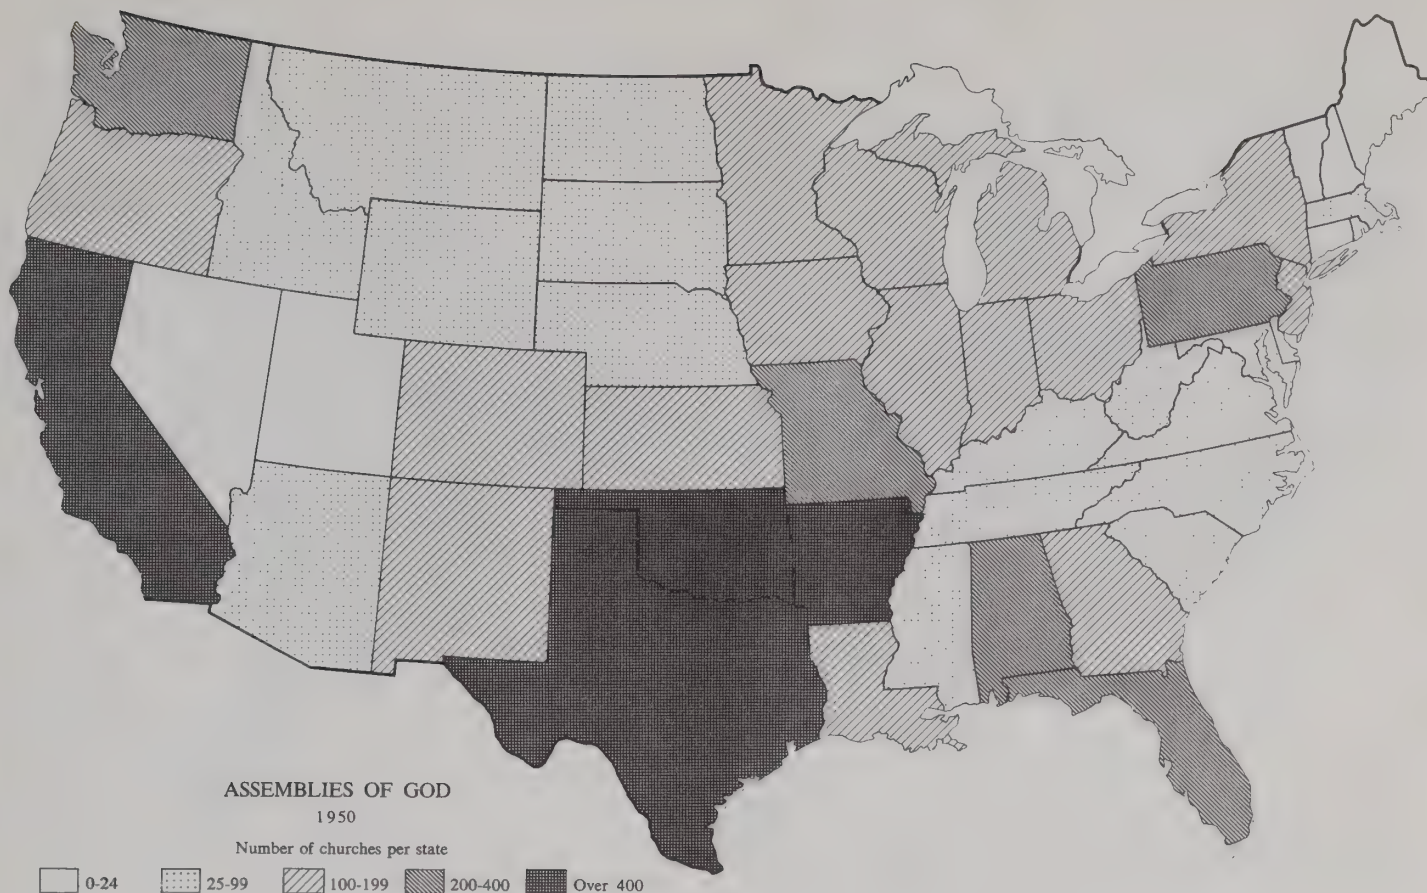 ASSEMBLIES OF GOD
1950
Number of churches per state
0-24 25-99 100-199 200-400 Over 400